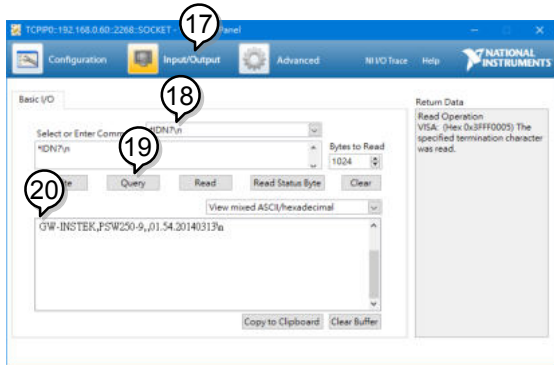 TCPIP0::192.168.0.60::2268::SOCKET - Panel
17
Configuration Input/Output Advanced NI I/O Trace Help NATIONAL INSTRUMENTS
Basic I/O
18
Return Data
Read Operation
VISA: (Hex 0x3FFF0005) The
specified termination character
was read.
Select or Enter *IDN?\n
19
*IDN?\n
Bytes to Read
1024
20
Query Read Read Status Byte Clear
View mixed ASCII/hexadecimal
GW-INSTEK,PSW250-9,,01.54.20140313\n
Copy to Clipboard Clear Buffer